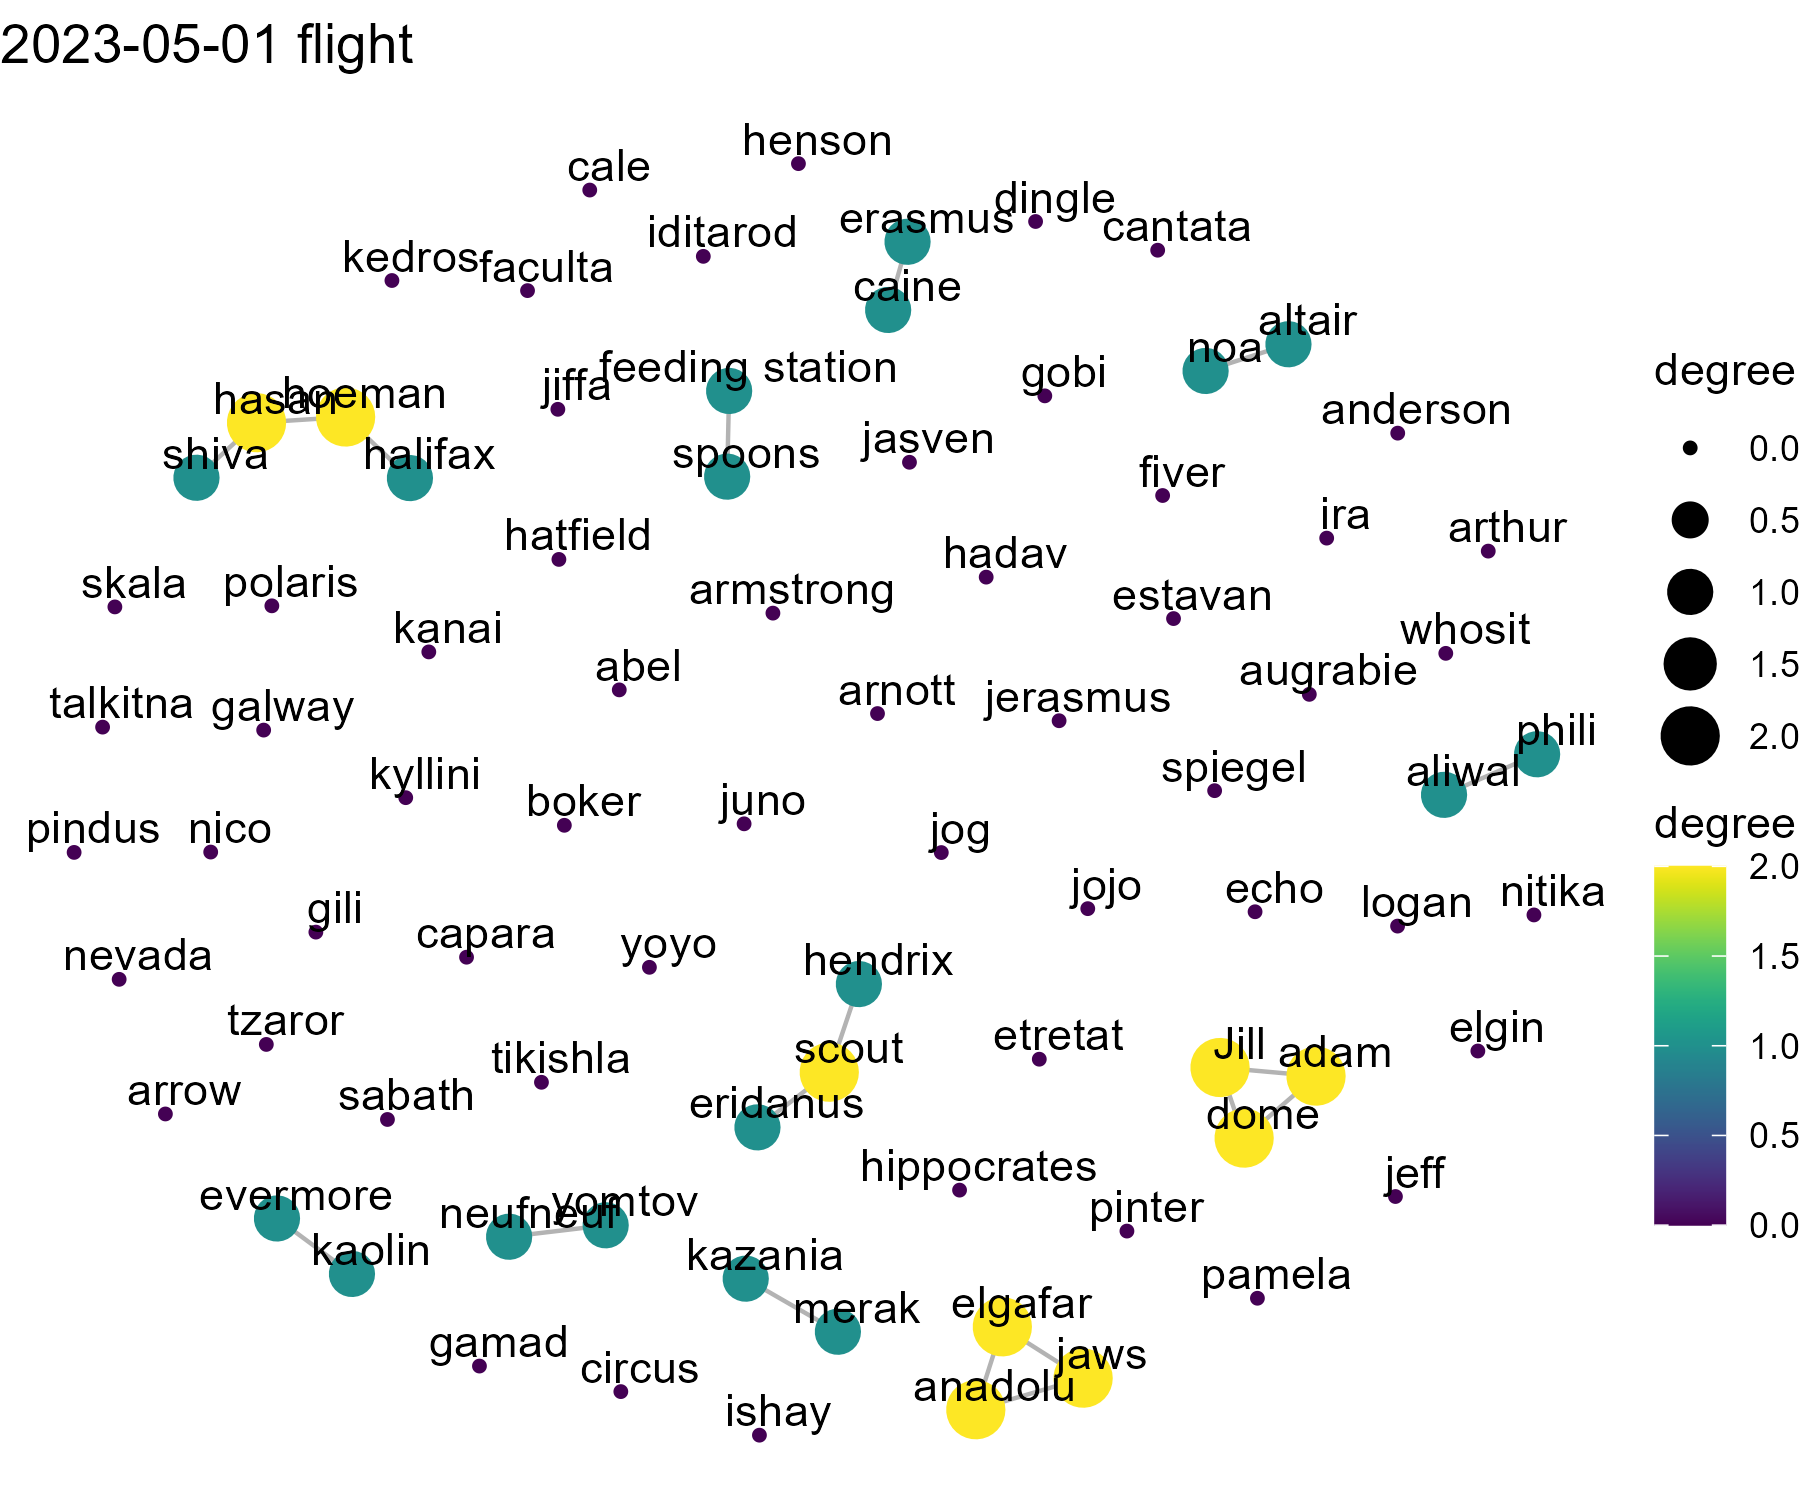 2023-05-01 flight
henson
cale
dingle
erasmus
cantata
iditarod
kedros
faculta
caine
altair
noa
feeding station
gobi
jiffa
hasan
hoeman
anderson
jasven
shiva
halifax
spoons
fiver
ira
arthur
hatfield
hadav
skala
polaris
armstrong
estavan
kanai
whosit
abel
augrabie
arnott
jerasmus
talkitna
galway
phili
kyllini
spiegel
aliwal
boker
juno
pindus
nico
jog
jojo
echo
logan
nitika
gili
capara
yoyo
nevada
hendrix
tzaror
etretat
elgin
scout
Jill
adam
tikishla
arrow
sabath
eridanus
dome
hippocrates
jeff
evermore
neufneuf
yomtov
pinter
kaolin
kazania
pamela
merak
elgafar
gamad
jaws
circus
anadolu
ishay
degree
0.0
0.5
1.0
1.5
2.0
degree
2.0
1.5
1.0
0.5
0.0